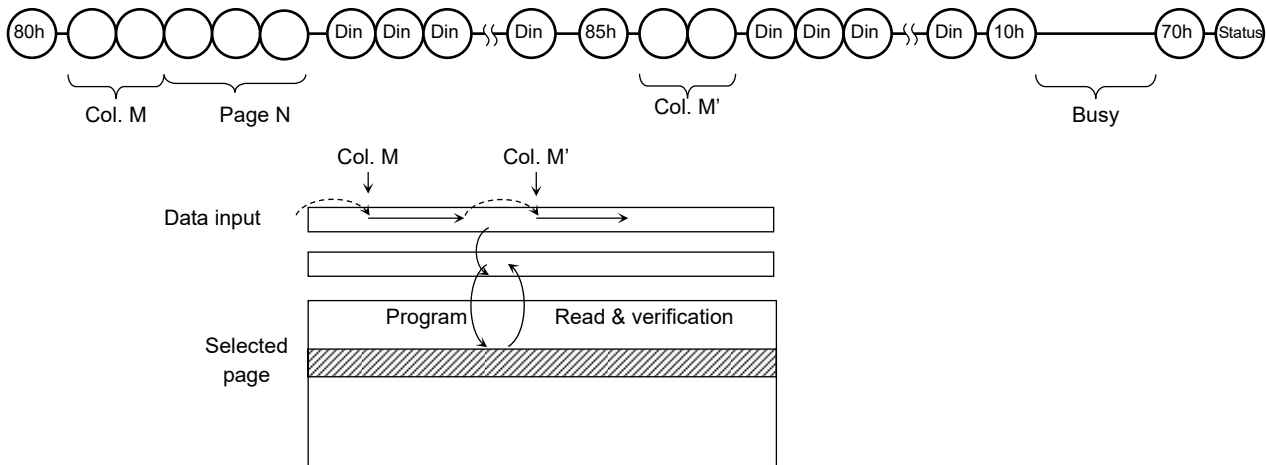 80h Din Din Din Din 85h Din Din Din Din 10h 70h Status
Col. M Page N Col. M’ Busy
Col. M Col. M’
Data input
Program Read & verification
Selected
page